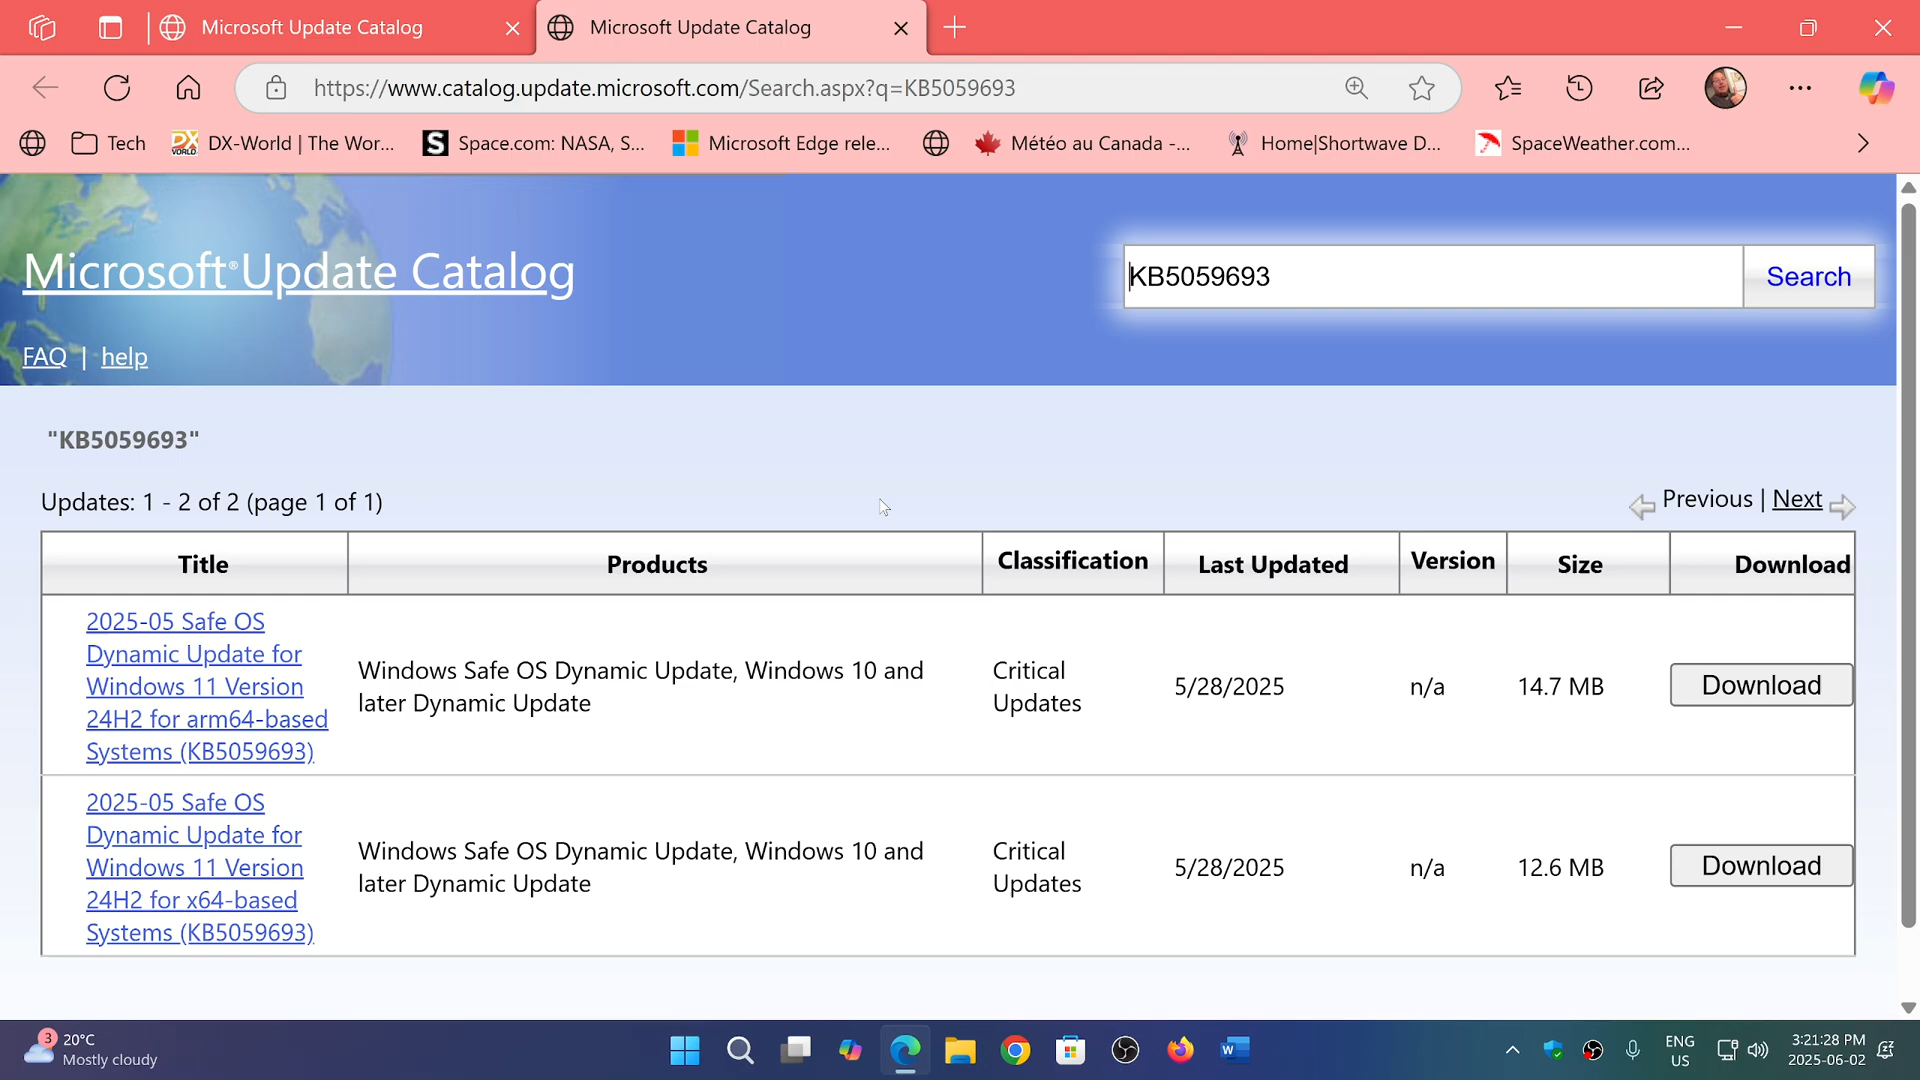 Microsoft Update Catalog
Microsoft Update Catalog
https://www.catalog.update.microsoft.com/Search.aspx?q=KB5059693
Tech
DX-World | The Wor...
Space.com: NASA, S...
Microsoft Edge rele...
Météo au Canada -...
Home|Shortwave D...
SpaceWeather.com...
Microsoft® Update Catalog
KB5059693
Search
FAQ | help
"KB5059693"
Updates: 1 - 2 of 2 (page 1 of 1)
Previous | Next
Title Products Classification Last Updated Version Size Download
2025-05 Safe OS
Dynamic Update for
Windows 11 Version
24H2 for arm64-based
Systems (KB5059693)
Windows Safe OS Dynamic Update, Windows 10 and
later Dynamic Update
Critical
Updates
5/28/2025
n/a
14.7 MB
Download
2025-05 Safe OS
Dynamic Update for
Windows 11 Version
24H2 for x64-based
Systems (KB5059693)
Windows Safe OS Dynamic Update, Windows 10 and
later Dynamic Update
Critical
Updates
5/28/2025
n/a
12.6 MB
Download
3
20°C
Mostly cloudy
ENG
US
3:21:28 PM
2025-06-02